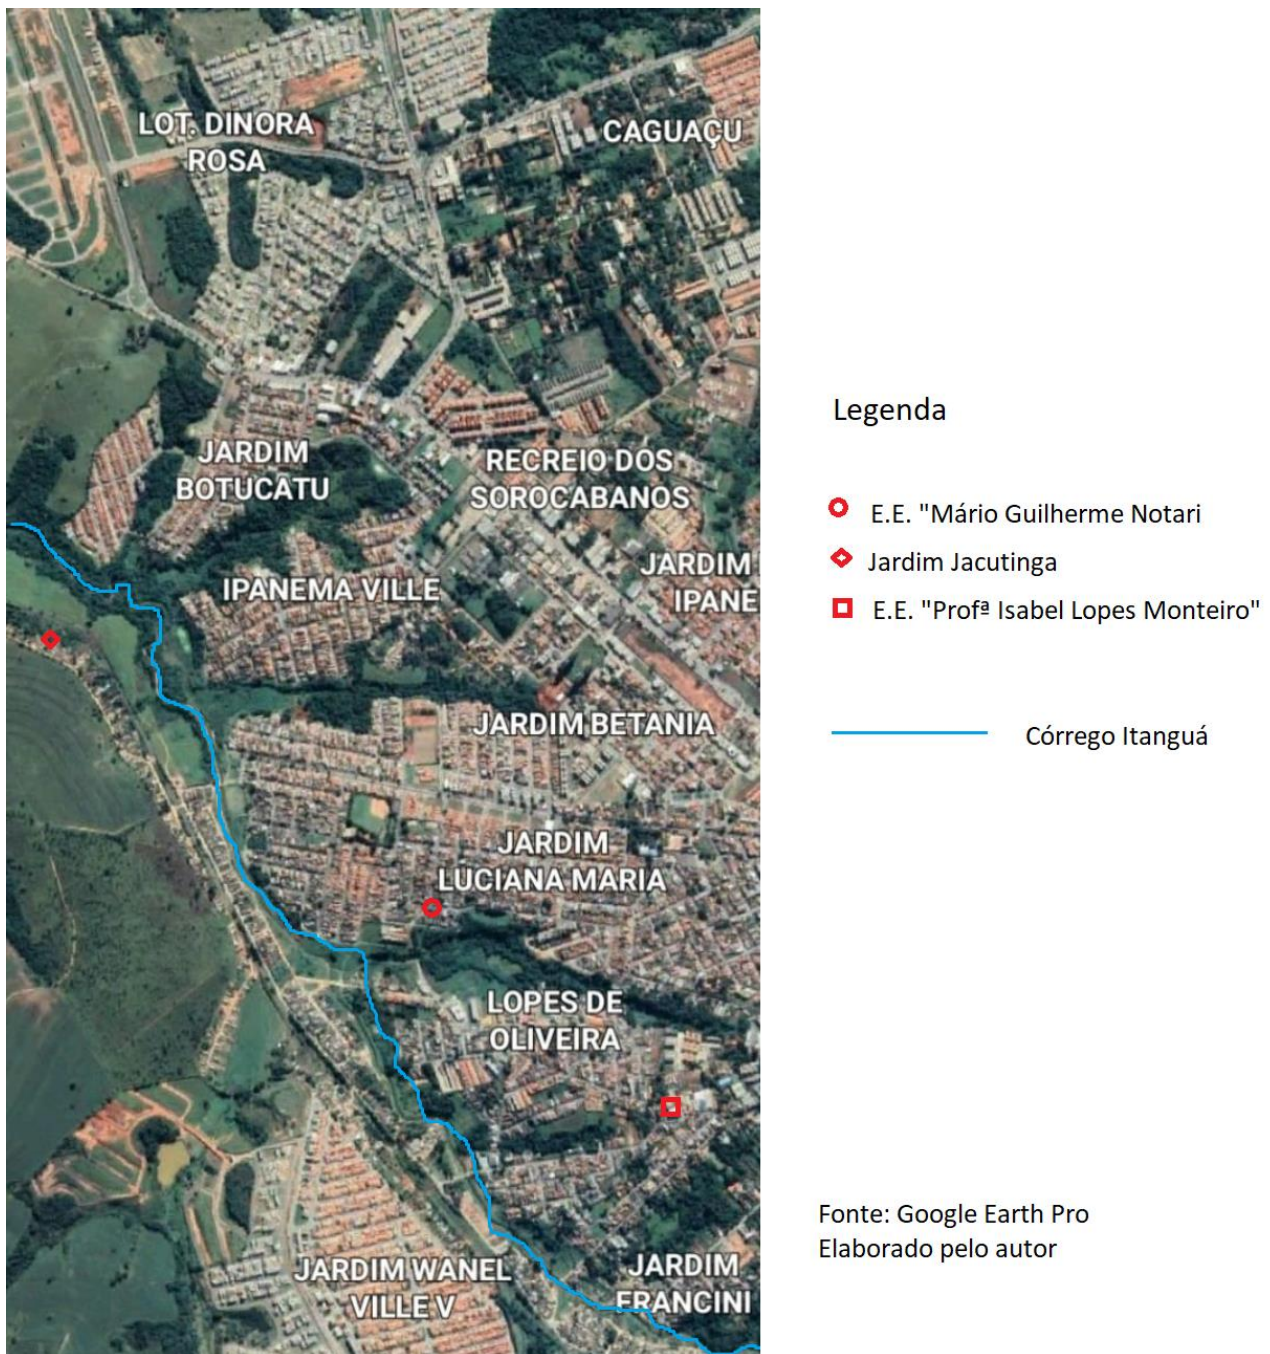 LOT. DINORA
ROSA
CAGUAÇU
JARDIM
BOTUCATU
RECREIO DOS
SOROCABANOS
JARDIM
IPANE
IPANEMA VILLE
JARDIM BETANIA
JARDIM
LUCIANA MARIA
LOPES DE
OLIVEIRA
JARDIM WANEL
VILLE V
JARDIM
FRANCINI
Legenda
E.E. "Mário Guilherme Notari
Jardim Jacutinga
E.E. "Profª Isabel Lopes Monteiro"
Córrego Itanguá
Fonte: Google Earth Pro
Elaborado pelo autor